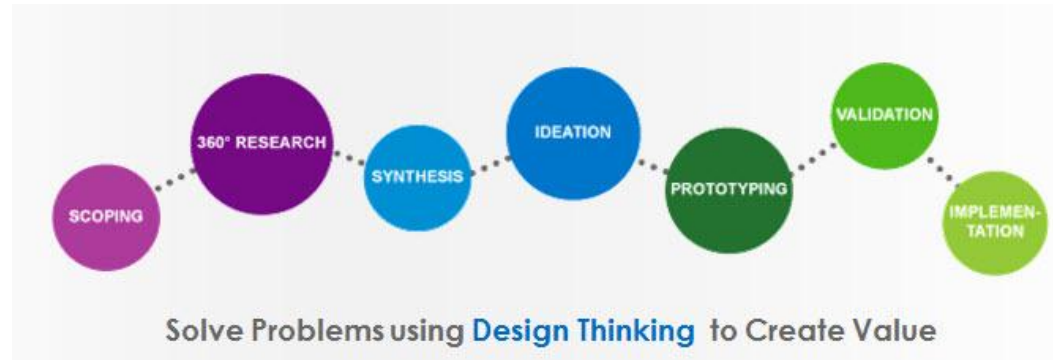 SCOPING
360° RESEARCH
SYNTHESIS
IDEATION
PROTOTYPING
VALIDATION
IMPLEMEN-
TATION
Solve Problems using Design Thinking to Create Value